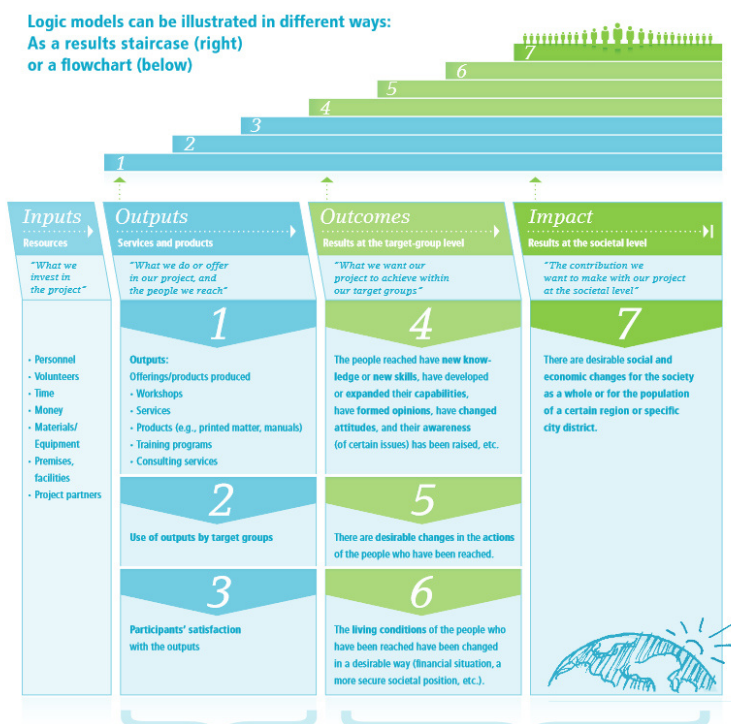 Logic models can be illustrated in different ways:
As a results staircase (right)
or a flowchart (below)
7
6
5
4
3
2
1
Inputs
Resources
"What we
invest in
the project"
• Personnel
• Volunteers
• Time
• Money
• Materials/
Equipment
• Premises,
facilities
• Project partners
Outputs
Services and products
"What we do or offer
in our project, and
the people we reach"
1
Outputs:
Offerings/products produced
• Workshops
• Services
• Products (e.g., printed matter, manuals)
• Training programs
• Consulting services
2
Use of outputs by target groups
3
Participants' satisfaction
with the outputs
Outcomes
Results at the target-group level
"What we want our
project to achieve within
our target groups"
4
The people reached have new know-
ledge or new skills, have developed
or expanded their capabilities,
have formed opinions, have changed
attitudes, and their awareness
(of certain issues) has been raised, etc.
5
There are desirable changes in the actions
of the people who have been reached.
6
The living conditions of the people who
have been reached have been changed
in a desirable way (financial situation, a
more secure societal position, etc.).
Impact
Results at the societal level
"The contribution we
want to make with our project
at the societal level"
7
There are desirable social and
economic changes for the society
as a whole or for the population
of a certain region or specific
city district.